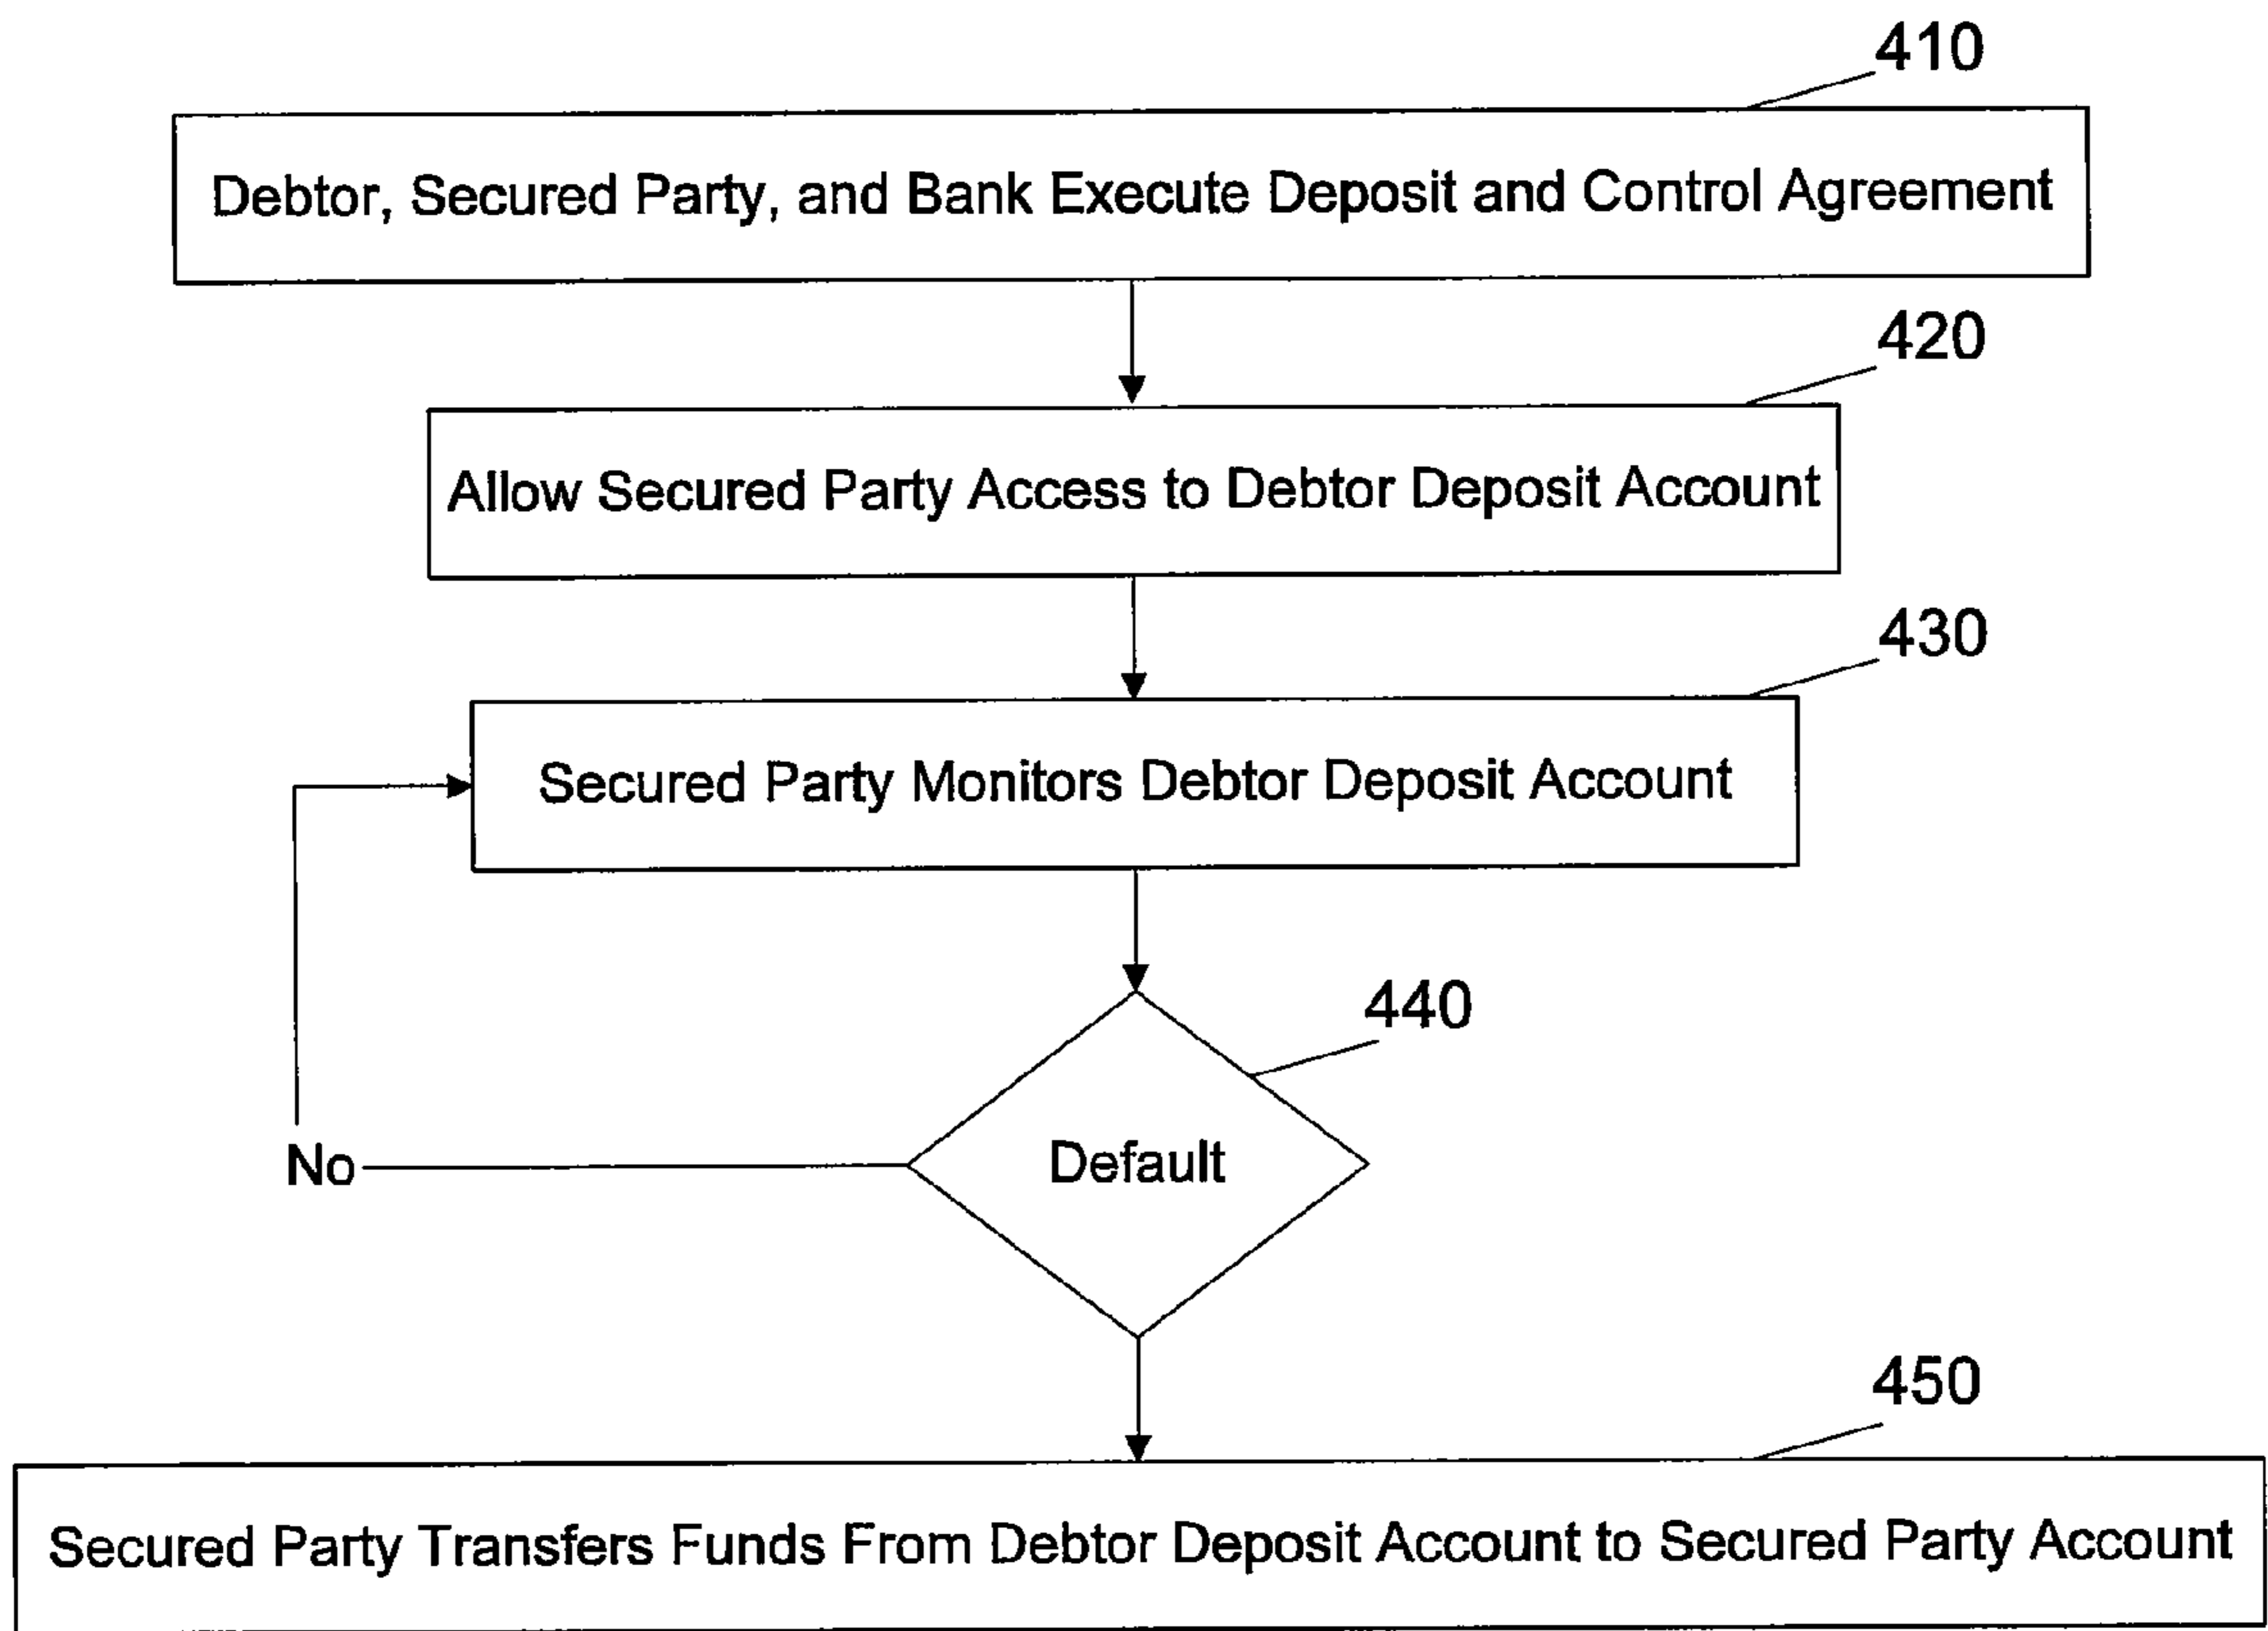 410
Debtor, Secured Party, and Bank Execute Deposit and Control Agreement
420
Allow Secured Party Access to Debtor Deposit Account
430
Secured Party Monitors Debtor Deposit Account
440
Default
No
450
Secured Party Transfers Funds From Debtor Deposit Account to Secured Party Account